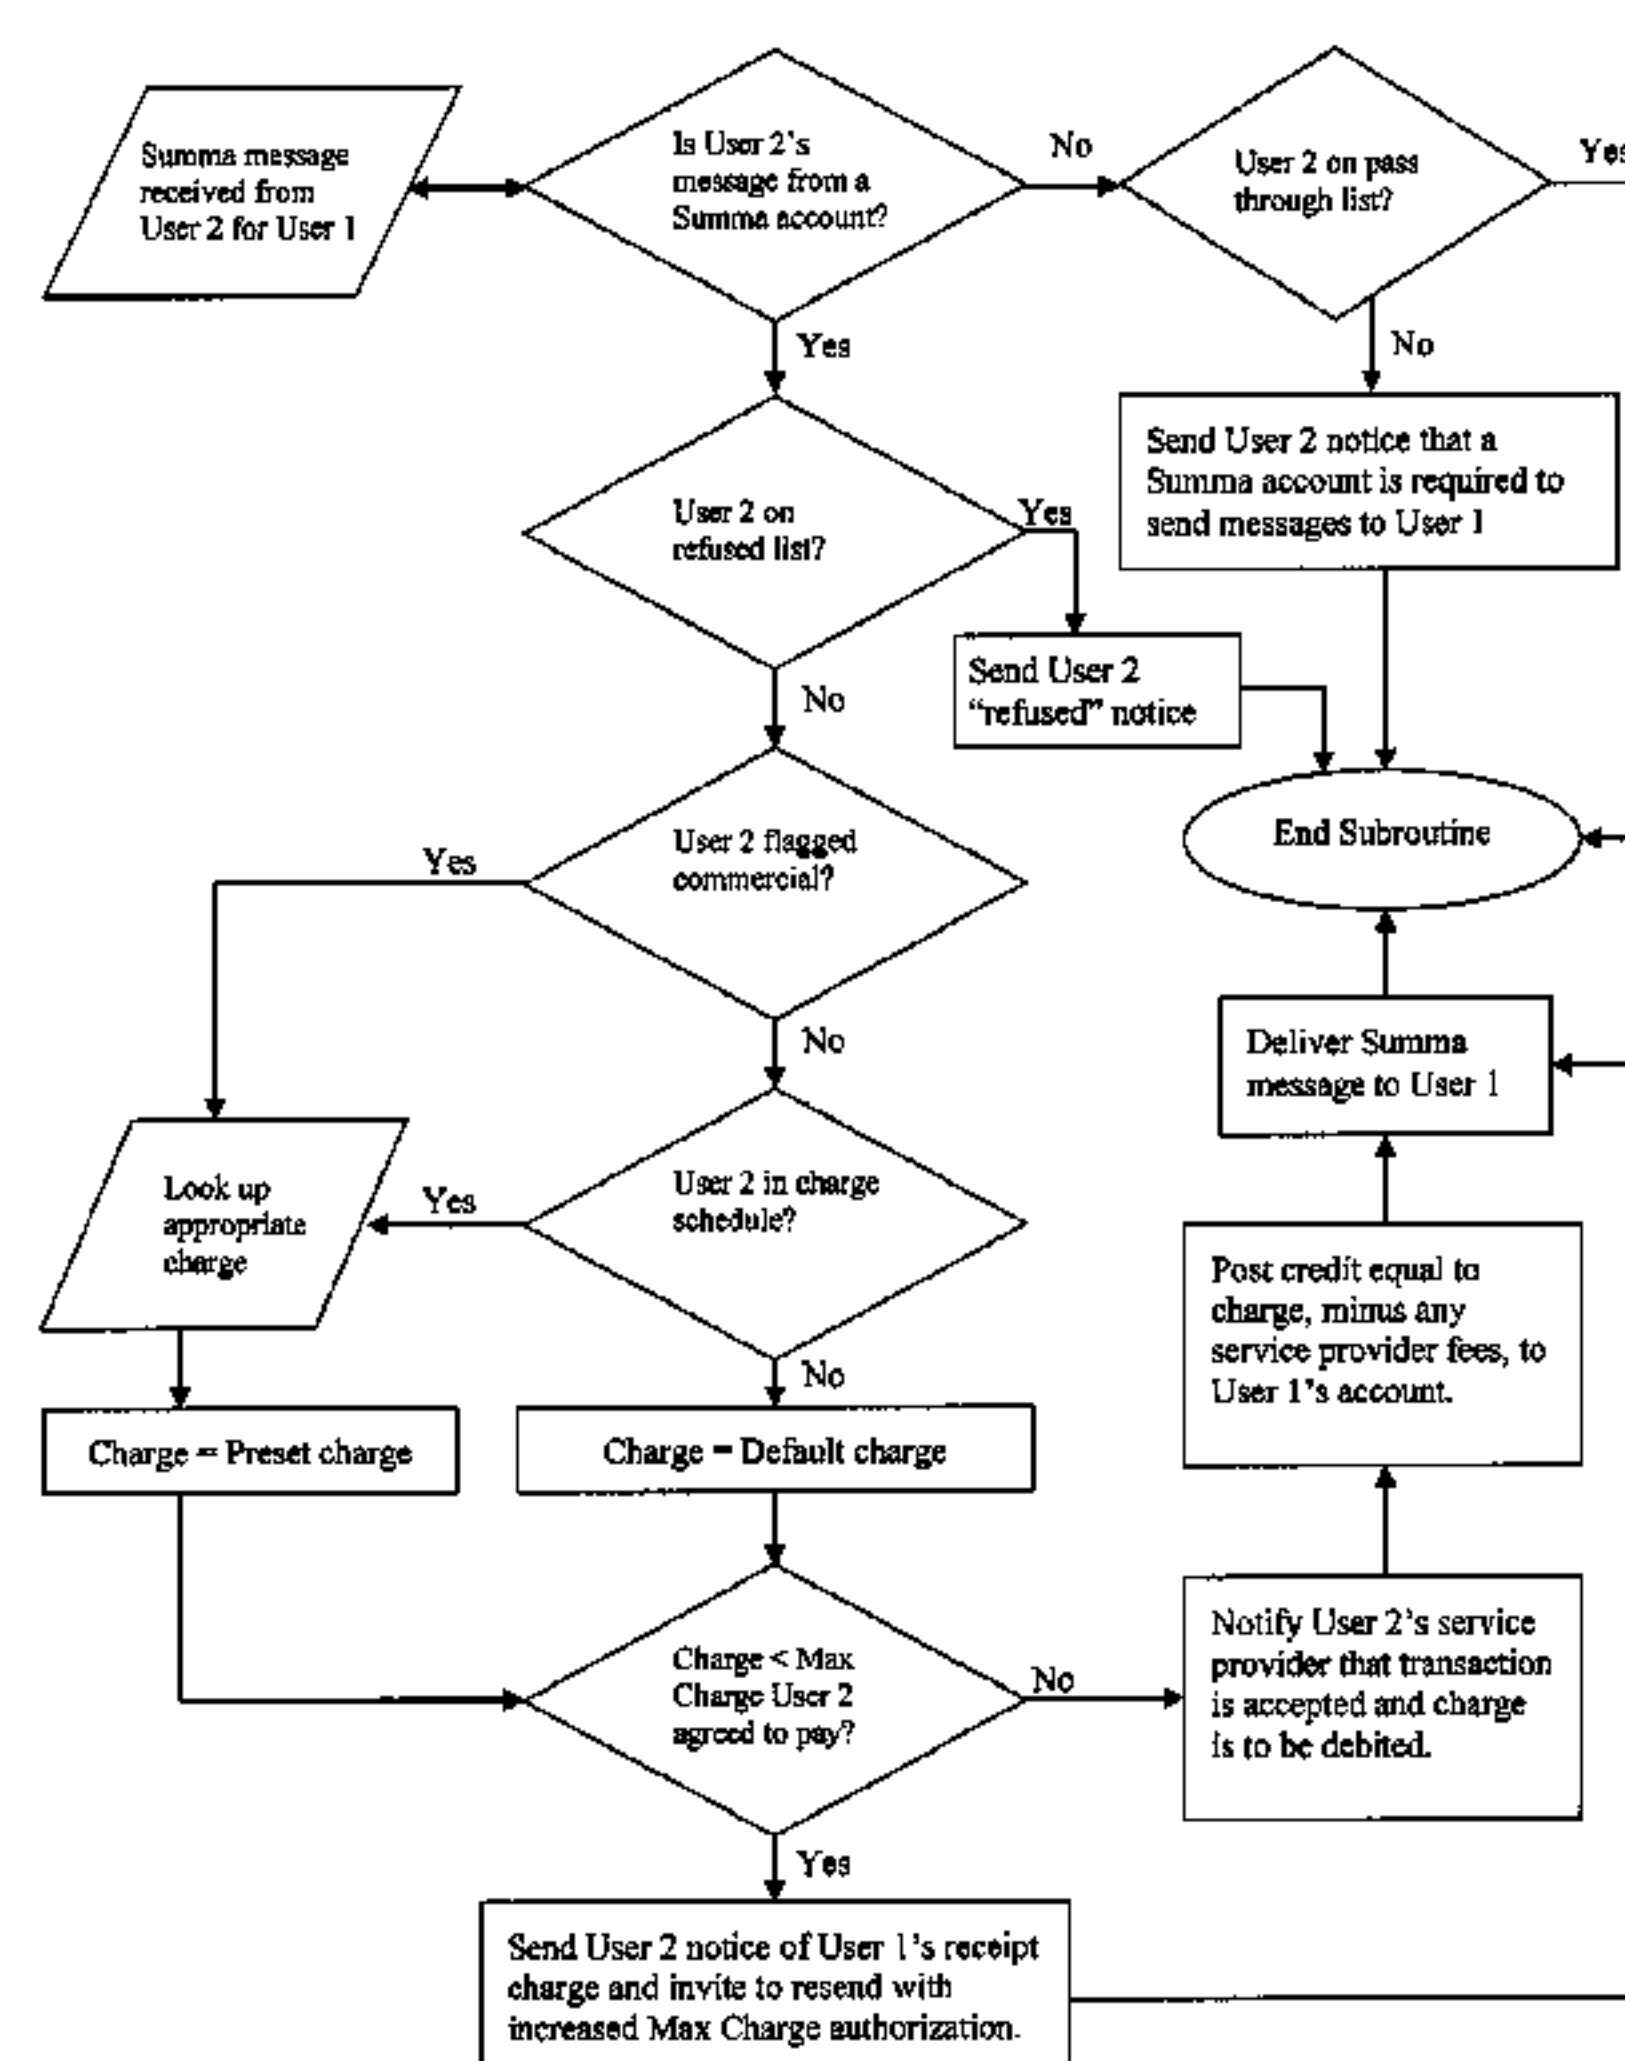 Summa message
received from
User 2 for User 1
Is User 2's
message from a
Summa account?
No
User 2 on pass
through list?
Yes
Yes
No
Send User 2 notice that a
Summa account is required to
send messages to User 1
User 2 on
refused list?
Yes
Send User 2
“refused” notice
No
User 2 flagged
commercial?
Yes
End Subroutine
No
Deliver Summa
message to User 1
Look up
appropriate
charge
Yes
User 2 in charge
schedule?
Post credit equal to
charge, minus any
service provider fees, to
User 1's account.
No
Charge = Preset charge
Charge = Default charge
Charge < Max
Charge User 2
agreed to pay?
No
Notify User 2's service
provider that transaction
is accepted and charge
is to be debited.
Yes
Send User 2 notice of User 1's receipt
charge and invite to resend with
increased Max Charge authorization.